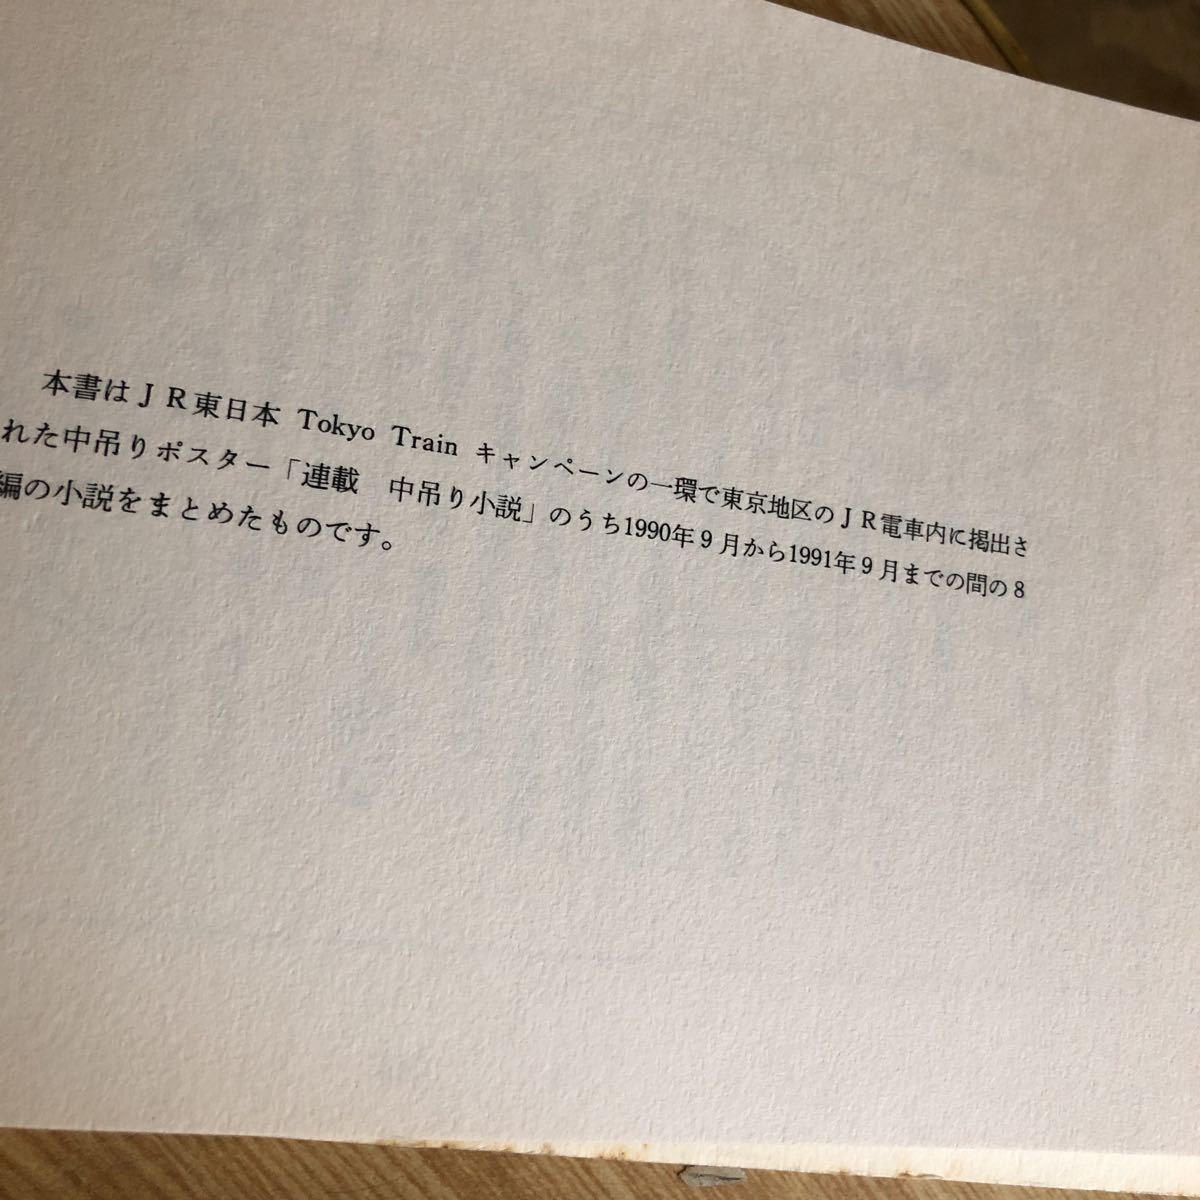 本書はＪＲ東日本 Tokyo Train キャンペーンの一環で東京地区のＪＲ電車内に掲出さ
れた中吊りポスター「連載　中吊り小説」のうち1990年９月から1991年９月までの間の８
編の小説をまとめたものです。